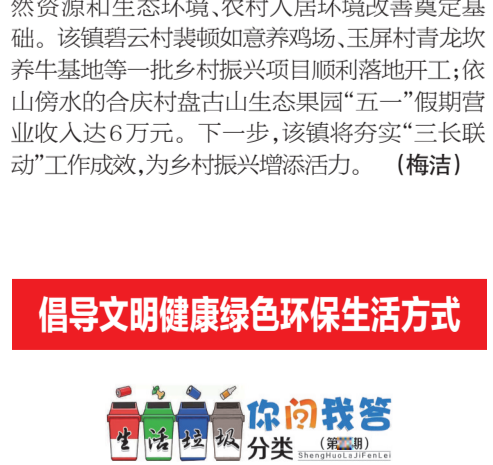 然资源和生态环境、农村人居环境改善奠定基
础。该镇碧云村裴顿如意养鸡场、玉屏村青龙坎
养牛基地等一批乡村振兴项目顺利落地开工；依
山傍水的合庆村盘古山生态果园“五一”假期营
业收入达6万元。下一步，该镇将夯实“三长联
动”工作成效，为乡村振兴增添活力。 （梅洁）
倡导文明健康绿色环保生活方式
生活垃圾
你问我答
分类
（第期）
ShengHuoLaJiFenLei